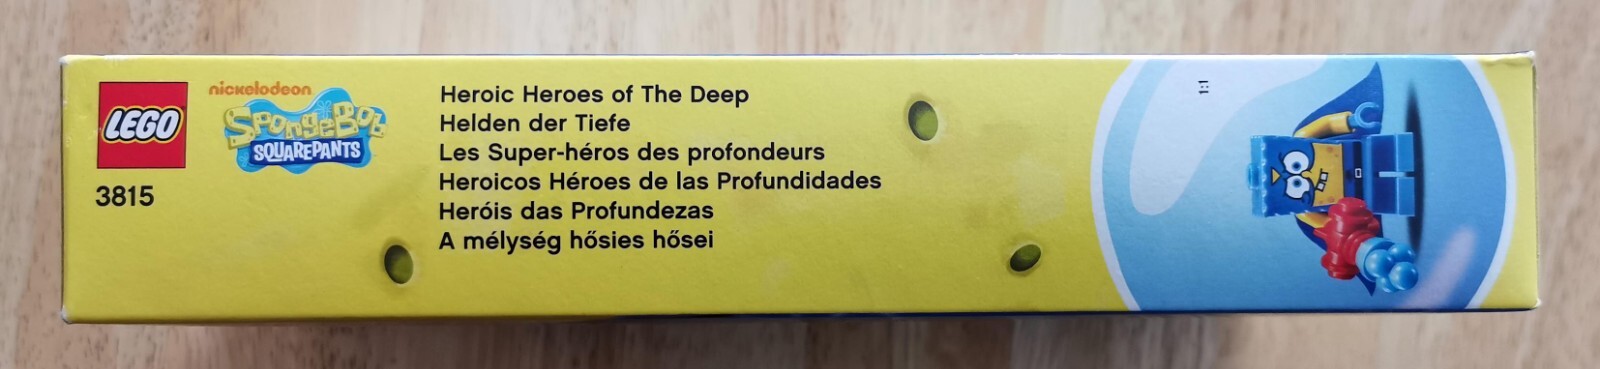 LEGO
3815
nickelodeon
SpongeBob
SQUAREPANTS
Heroic Heroes of The Deep
Helden der Tiefe
Les Super-héros des profondeurs
Heroicos Héroes de las Profundidades
Heróis das Profundezas
A mélység hősies hősei
1:1